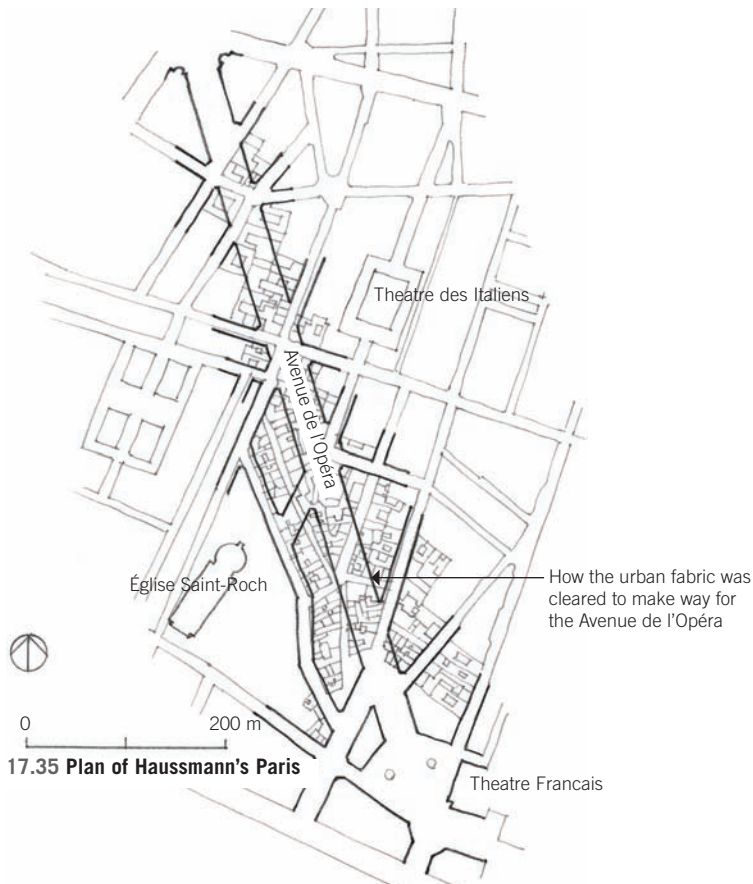 Theatre des Italiens
Avenue de l'Opéra
Église Saint-Roch
How the urban fabric was
cleared to make way for
the Avenue de l'Opéra
0 200 m
17.35 Plan of Haussmann's Paris
Theatre Francais